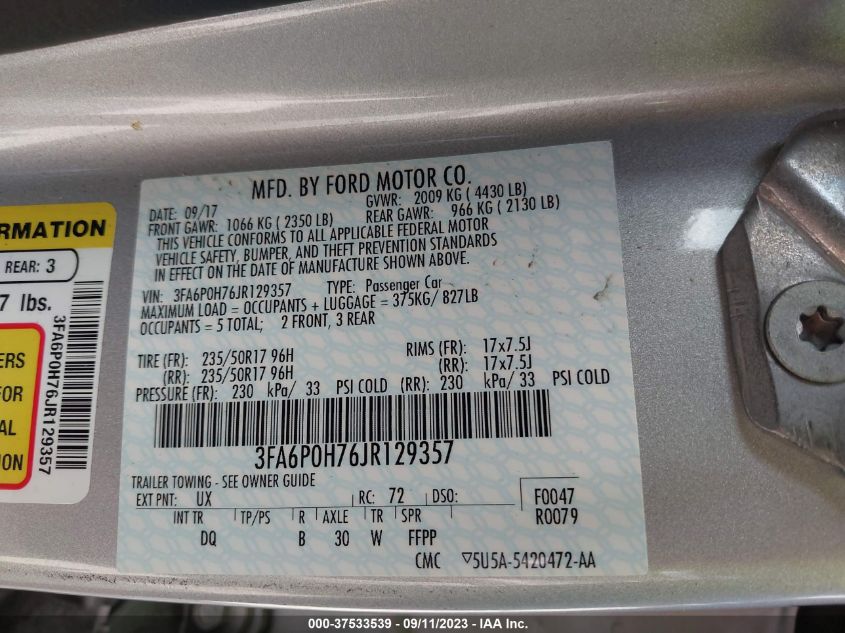 MFD. BY FORD MOTOR CO.
DATE: 09/17 GVWR: 2009 KG ( 4430 LB)
FRONT GAWR: 1066 KG ( 2350 LB) REAR GAWR: 966 KG ( 2130 LB)
THIS VEHICLE CONFORMS TO ALL APPLICABLE FEDERAL MOTOR
VEHICLE SAFETY, BUMPER, AND THEFT PREVENTION STANDARDS
IN EFFECT ON THE DATE OF MANUFACTURE SHOWN ABOVE.
VIN: 3FA6P0H76JR129357 TYPE: Passenger Car
MAXIMUM LOAD = OCCUPANTS + LUGGAGE = 375KG/ 827LB
OCCUPANTS = 5 TOTAL; 2 FRONT, 3 REAR
TIRE (FR): 235/50R17 96H RIMS (FR): 17x7.5J
(RR): 235/50R17 96H (RR): 17x7.5J
PRESSURE (FR): 230 kPa/ 33 PSI COLD (RR): 230 kPa/ 33 PSI COLD
3FA6P0H76JR129357
TRAILER TOWING - SEE OWNER GUIDE
EXT PNT: UX RC: 72 DSO: F0047
INT TR TP/PS R AXLE TR SPR R0079
DQ B 30 W FFPP
CMC ▽5U5A-5420472-AA
RMATION
REAR: 3
7 lbs.
3FA6P0H76JR129357
ERS
FOR
AL
ION
000-37533539 - 09/11/2023 - IAA Inc.